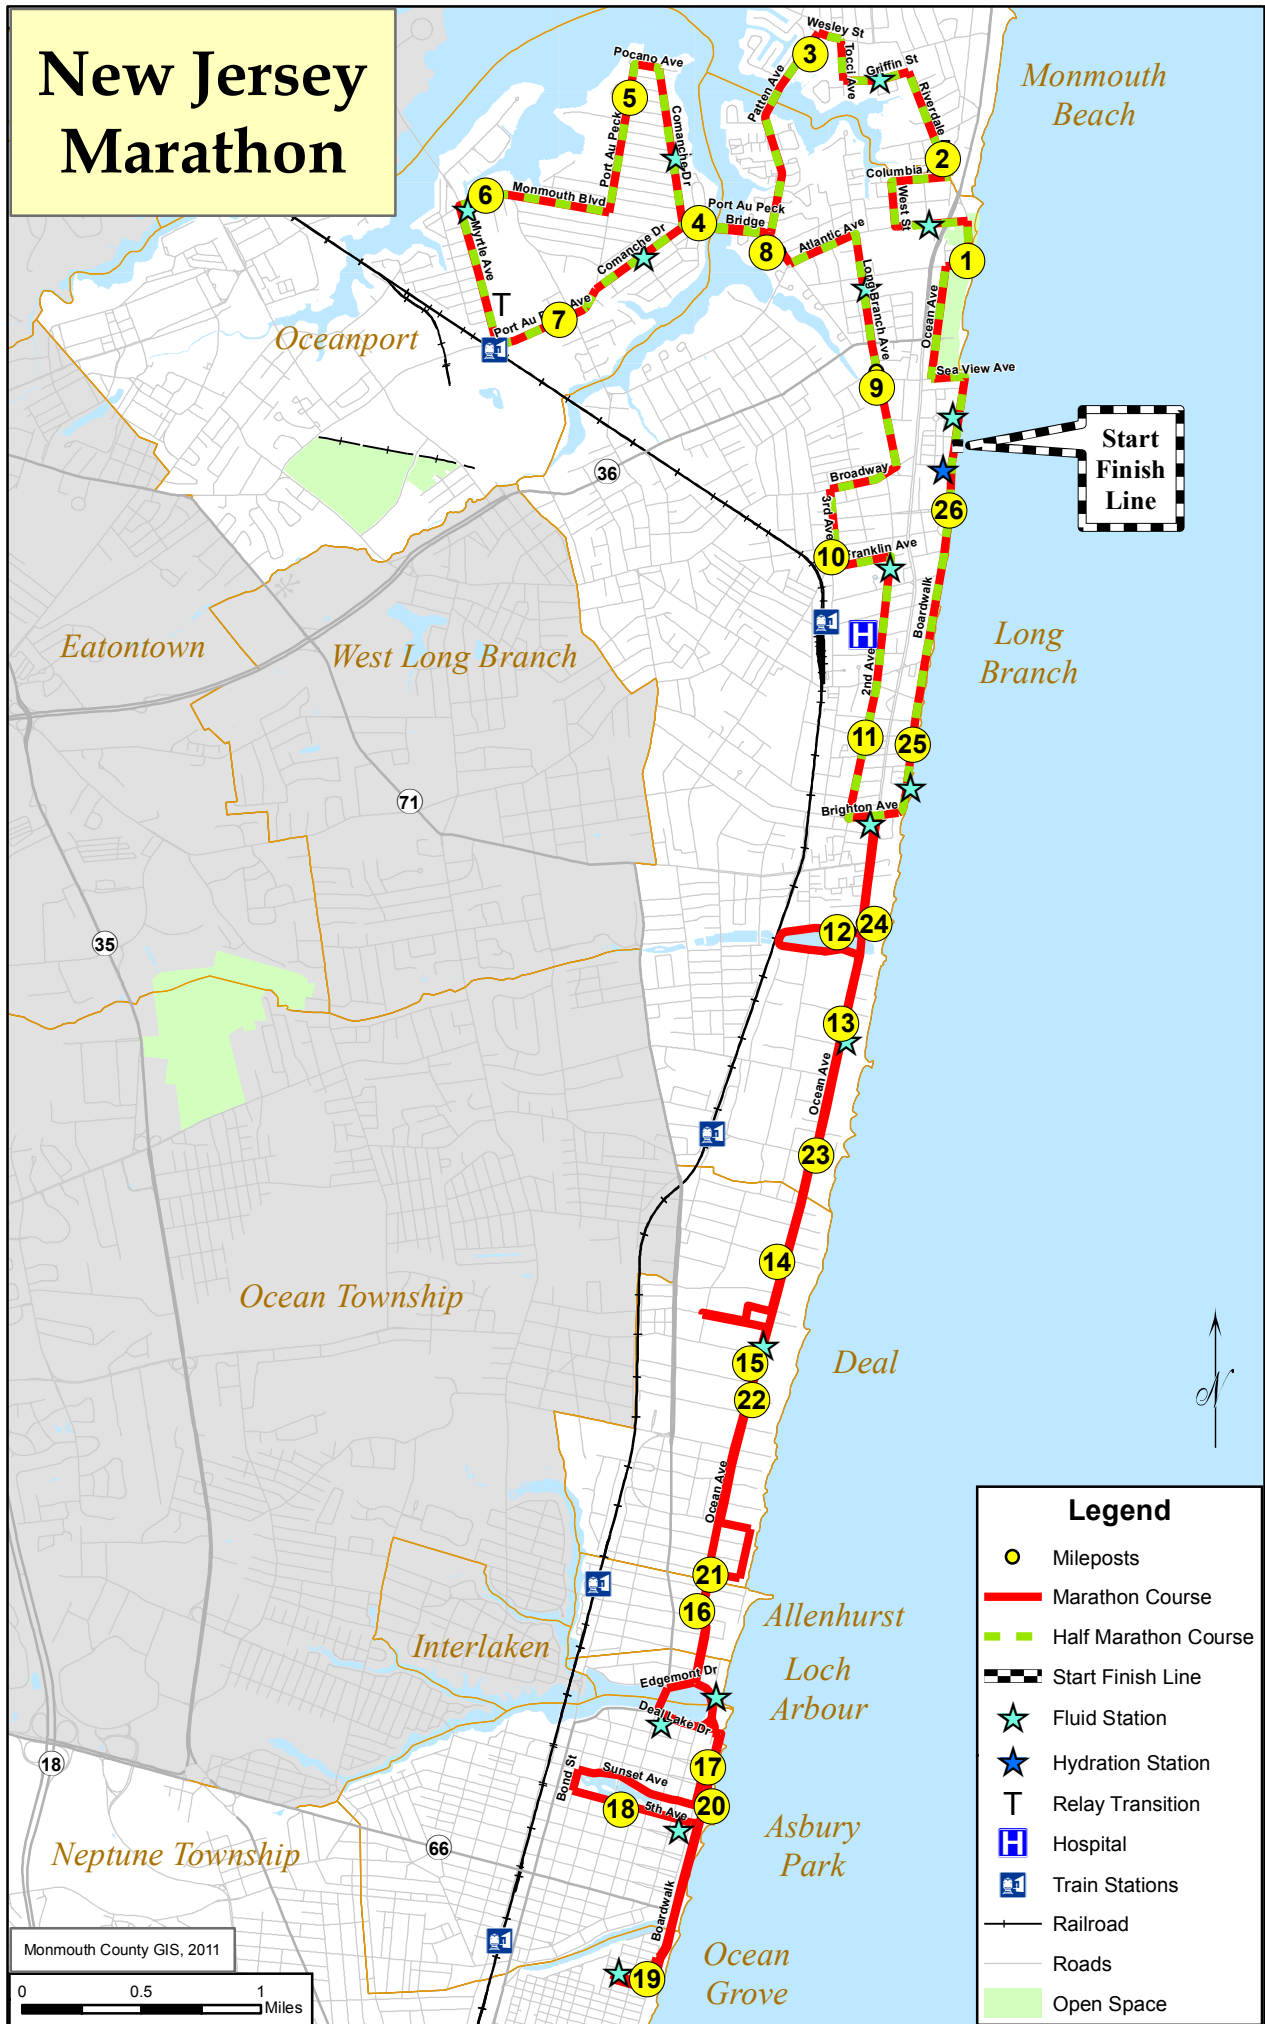 New Jersey
Marathon
Wesley St
3
Tocci Ave
Griffin St
Patten Ave
Riverdale
2
Monmouth
Beach
Pocano Ave
5
Port Au Peck
Comanche Dr
Columbia
West St
6
Monmouth Blvd
Port Au Peck
Bridge
4
8
Atlantic Ave
1
Myrtle Ave
Comanche Dr
Long Branch Ave
Ocean Ave
T
Port Au Ave
7
Oceanport
Sea View Ave
9
Start
Finish
Line
36
Broadway
26
3rd Ave
10
Franklin Ave
Boardwalk
H
Eatontown
West Long Branch
Long
Branch
2nd Ave
11
25
71
Brighton Ave
35
12
24
13
Ocean Ave
23
14
Ocean Township
15
Deal
22
N
Ocean Ave
21
16
Allenhurst
Interlaken
Loch
Arbour
Edgemont Dr
Deal Lake Dr
17
18
Bond St
Sunset Ave
18
5th Ave
20
Asbury
Park
66
Neptune Township
Boardwalk
19
Ocean
Grove
Monmouth County GIS, 2011
0 0.5 1
Miles
Legend
Mileposts
Marathon Course
Half Marathon Course
Start Finish Line
Fluid Station
Hydration Station
T Relay Transition
H Hospital
Train Stations
Railroad
Roads
Open Space